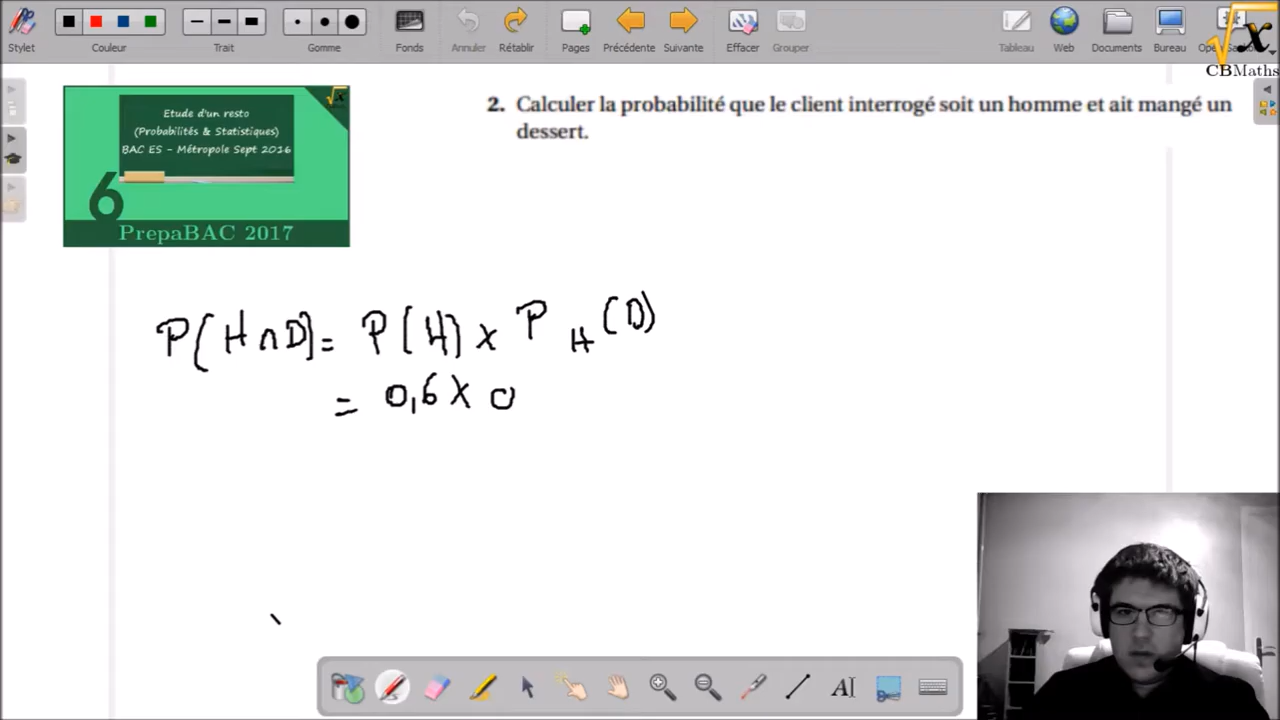 Stylet
Couleur
Trait
Gomme
Fonds
Annuler
Rétablir
Pages
Précédente
Suivante
Effacer
Grouper
Tableau
Web
Documents
Bureau
CBMaths
Etude d'un resto
(Probabilités & Statistiques)
BAC ES - Métropole Sept 2016
6
PrepaBAC 2017
2. Calculer la probabilité que le client interrogé soit un homme et ait mangé un
dessert.
P(H∩D) = P(H) × P_H(D)
= 0,6 × 0